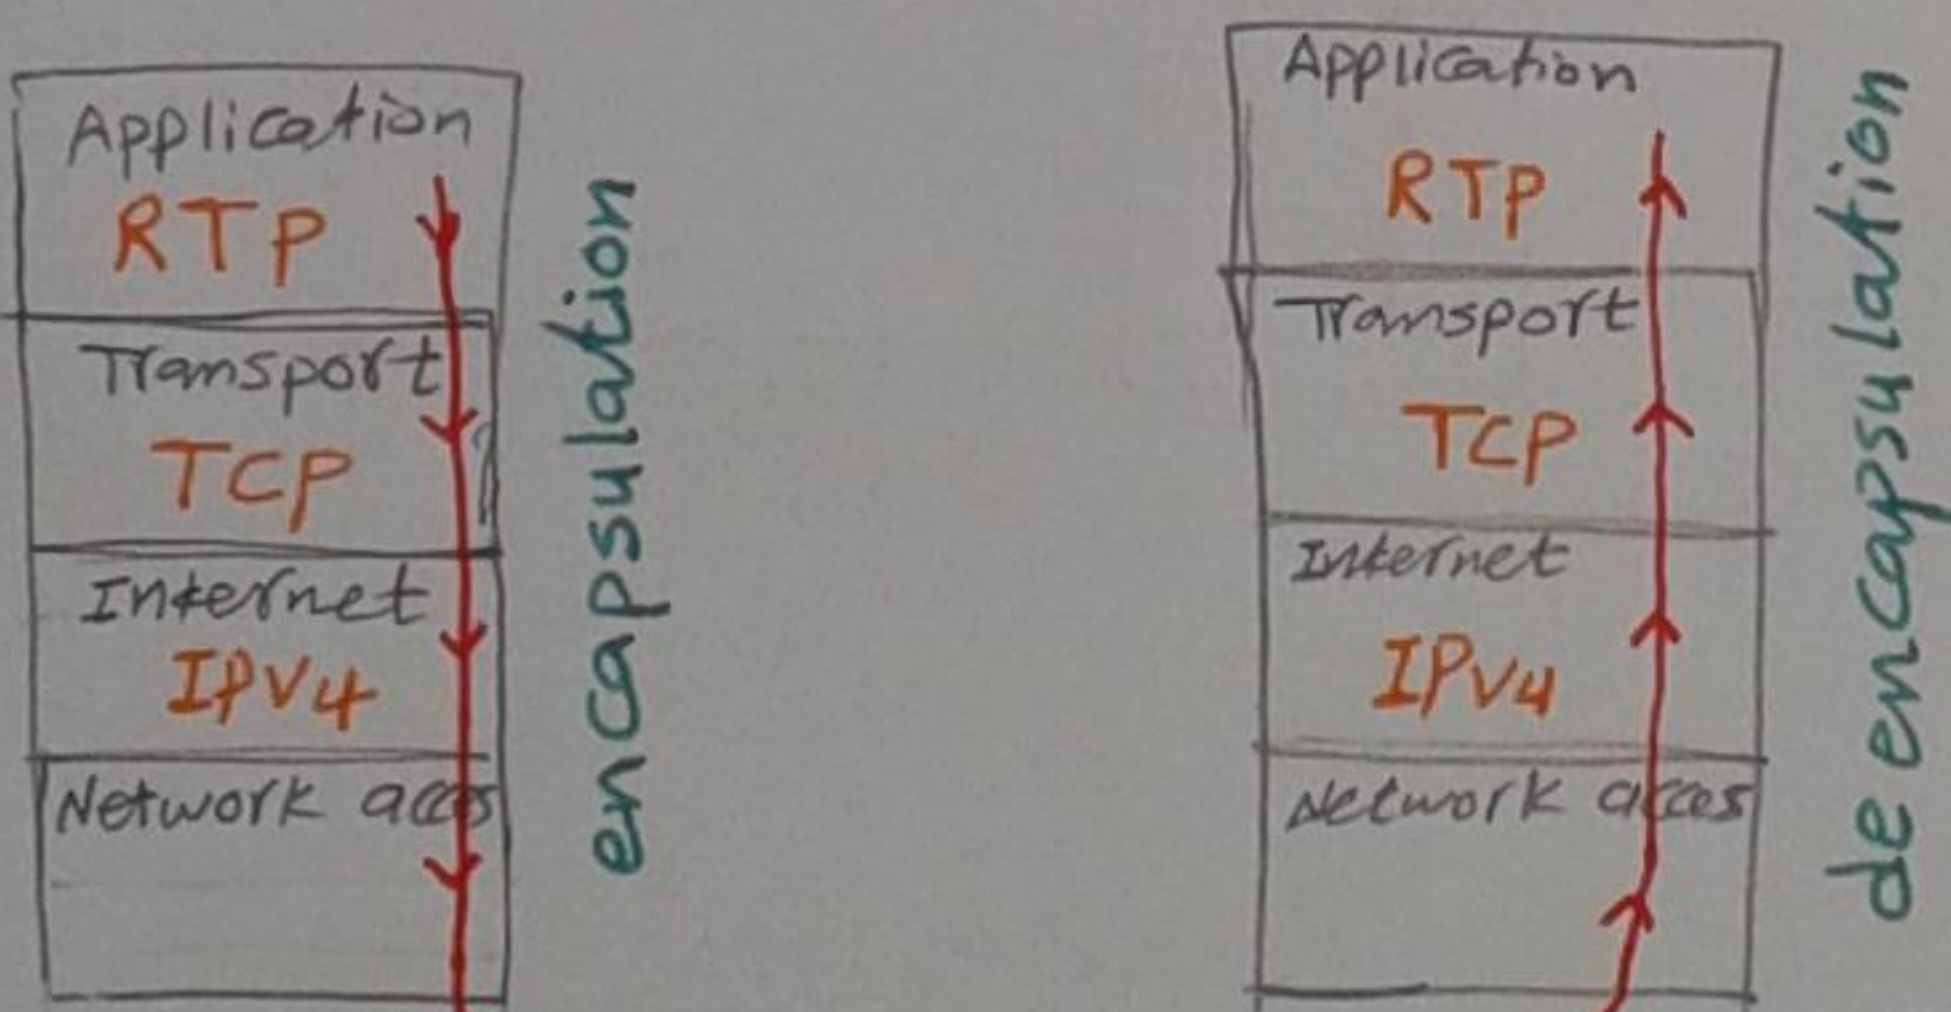 Application
RTP
Transport
TCP
Internet
IPV4
Network acces
encapsulation
Application
RTP
Transport
TCP
Internet
IPV4
Network acces
de encapsulation